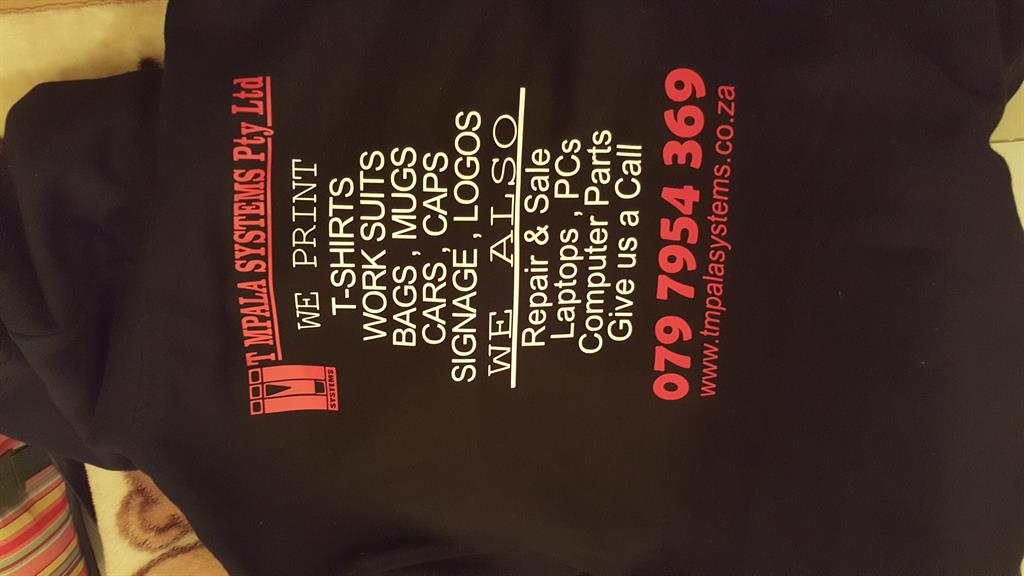 T MPALA SYSTEMS Pty Ltd
SYSTEMS
WE PRINT
T-SHIRTS
WORK SUITS
BAGS , MUGS
CARS , CAPS
SIGNAGE , LOGOS
WE ALSO
Repair & Sale
Laptops , PCs
Computer Parts
Give us a Call
079 7954 369
www.tmpalasystems.co.za